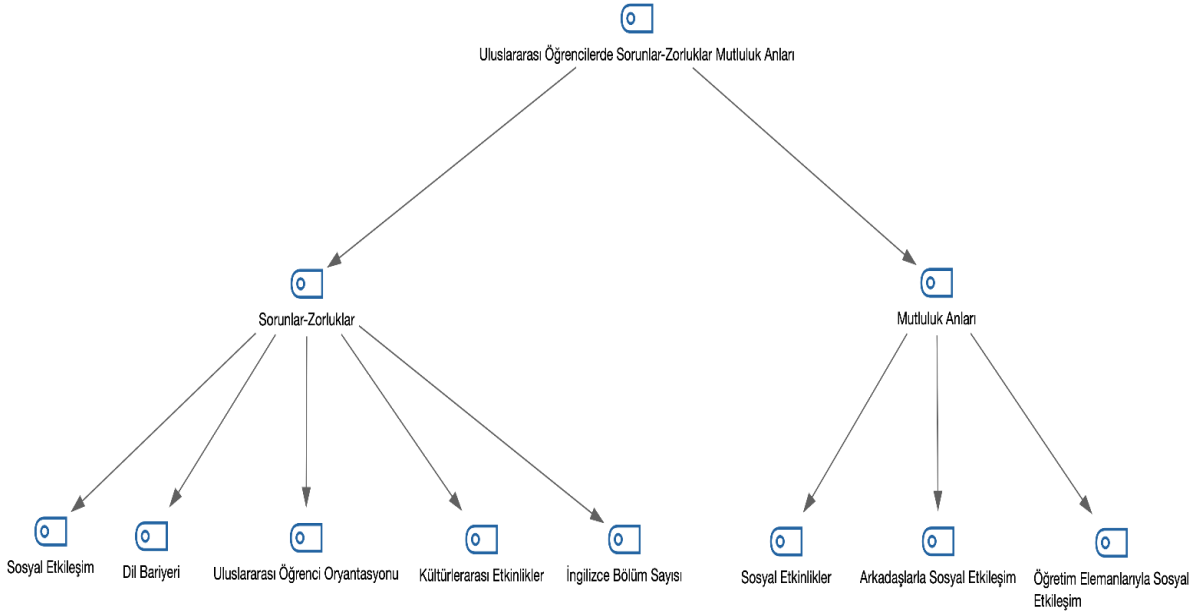 Uluslararası Öğrencilerde Sorunlar-Zorluklar Mutluluk Anları
Sorunlar-Zorluklar
Mutluluk Anları
Sosyal Etkileşim
Dil Bariyeri
Uluslararası Öğrenci Oryantasyonu
Kültürlerarası Etkinlikler
İngilizce Bölüm Sayısı
Sosyal Etkinlikler
Arkadaşlarla Sosyal Etkileşim
Öğretim Elemanlarıyla Sosyal
Etkileşim